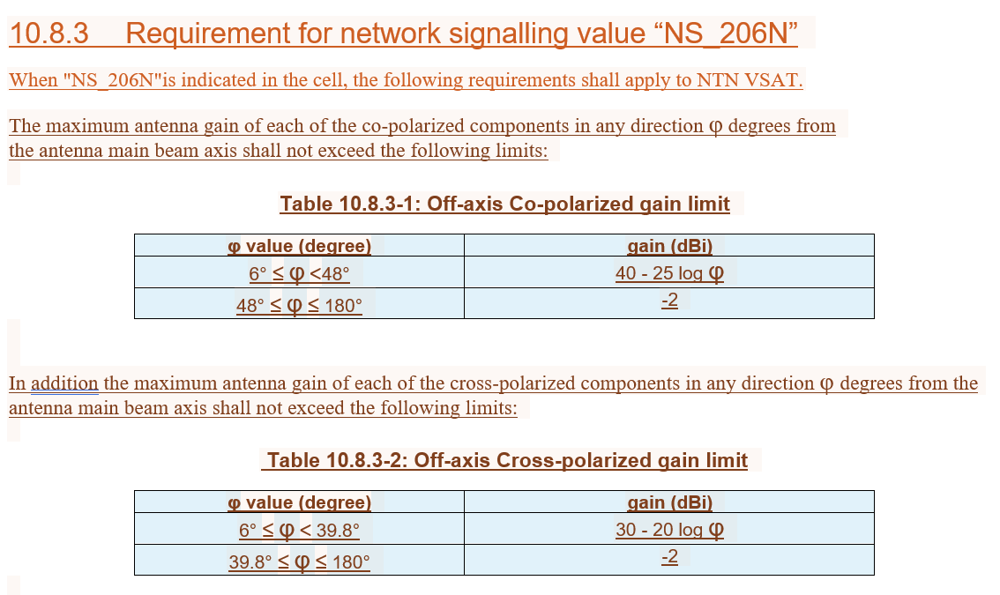 10.8.3 Requirement for network signalling value “NS_206N”
When "NS_206N"is indicated in the cell, the following requirements shall apply to NTN VSAT.
The maximum antenna gain of each of the co-polarized components in any direction φ degrees from
the antenna main beam axis shall not exceed the following limits:
Table 10.8.3-1: Off-axis Co-polarized gain limit
φ value (degree) gain (dBi)
6° ≤ φ <48° 40 - 25 log φ
48° ≤ φ ≤ 180° -2
In addition the maximum antenna gain of each of the cross-polarized components in any direction φ degrees from the
antenna main beam axis shall not exceed the following limits:
Table 10.8.3-2: Off-axis Cross-polarized gain limit
φ value (degree) gain (dBi)
6° ≤ φ < 39.8° 30 - 20 log φ
39.8° ≤ φ ≤ 180° -2